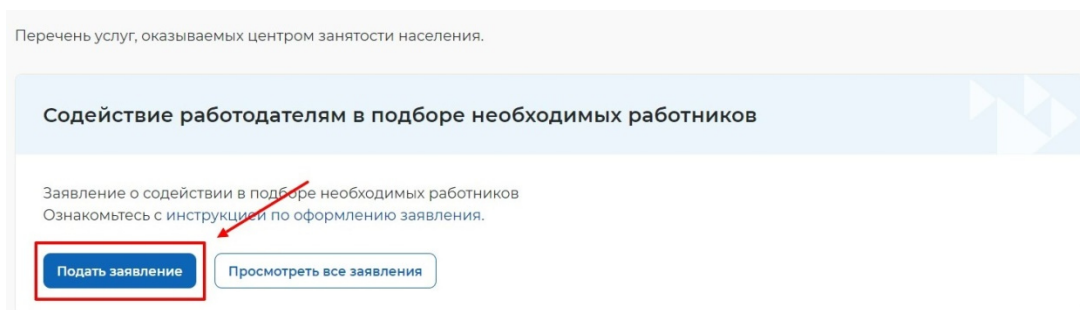 Перечень услуг, оказываемых центром занятости населения.
Содействие работодателям в подборе необходимых работников
Заявление о содействии в подборе необходимых работников
Ознакомьтесь с инструкцией по оформлению заявления.
Подать заявление
Просмотреть все заявления